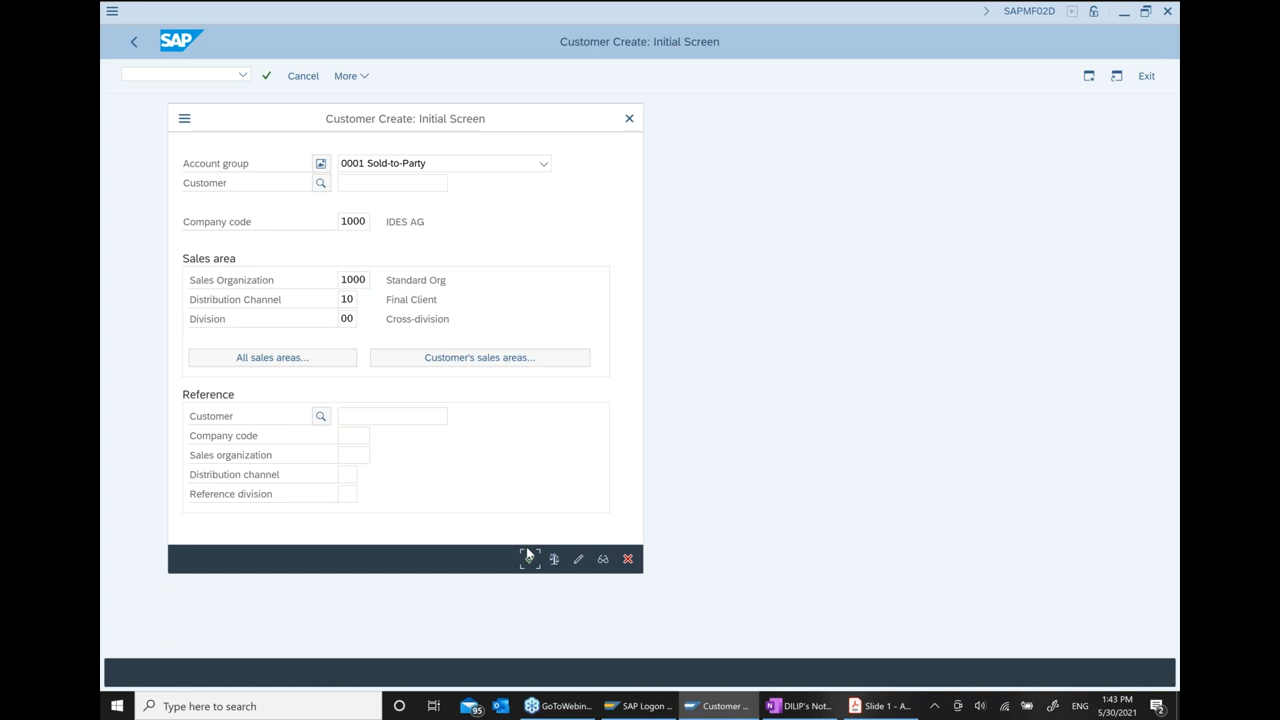 SAPMF02D
SAP
Customer Create: Initial Screen
Cancel
More
Exit
Customer Create: Initial Screen
Account group
0001 Sold-to-Party
Customer
Company code
1000
IDES AG
Sales area
Sales Organization
1000
Standard Org
Distribution Channel
10
Final Client
Division
00
Cross-division
All sales areas...
Customer's sales areas...
Reference
Customer
Company code
Sales organization
Distribution channel
Reference division
Type here to search
95
GoToWebin...
SAP Logon ...
Customer ...
DILIP's Not...
Slide 1 - A...
ENG
1:43 PM
5/30/2021
2